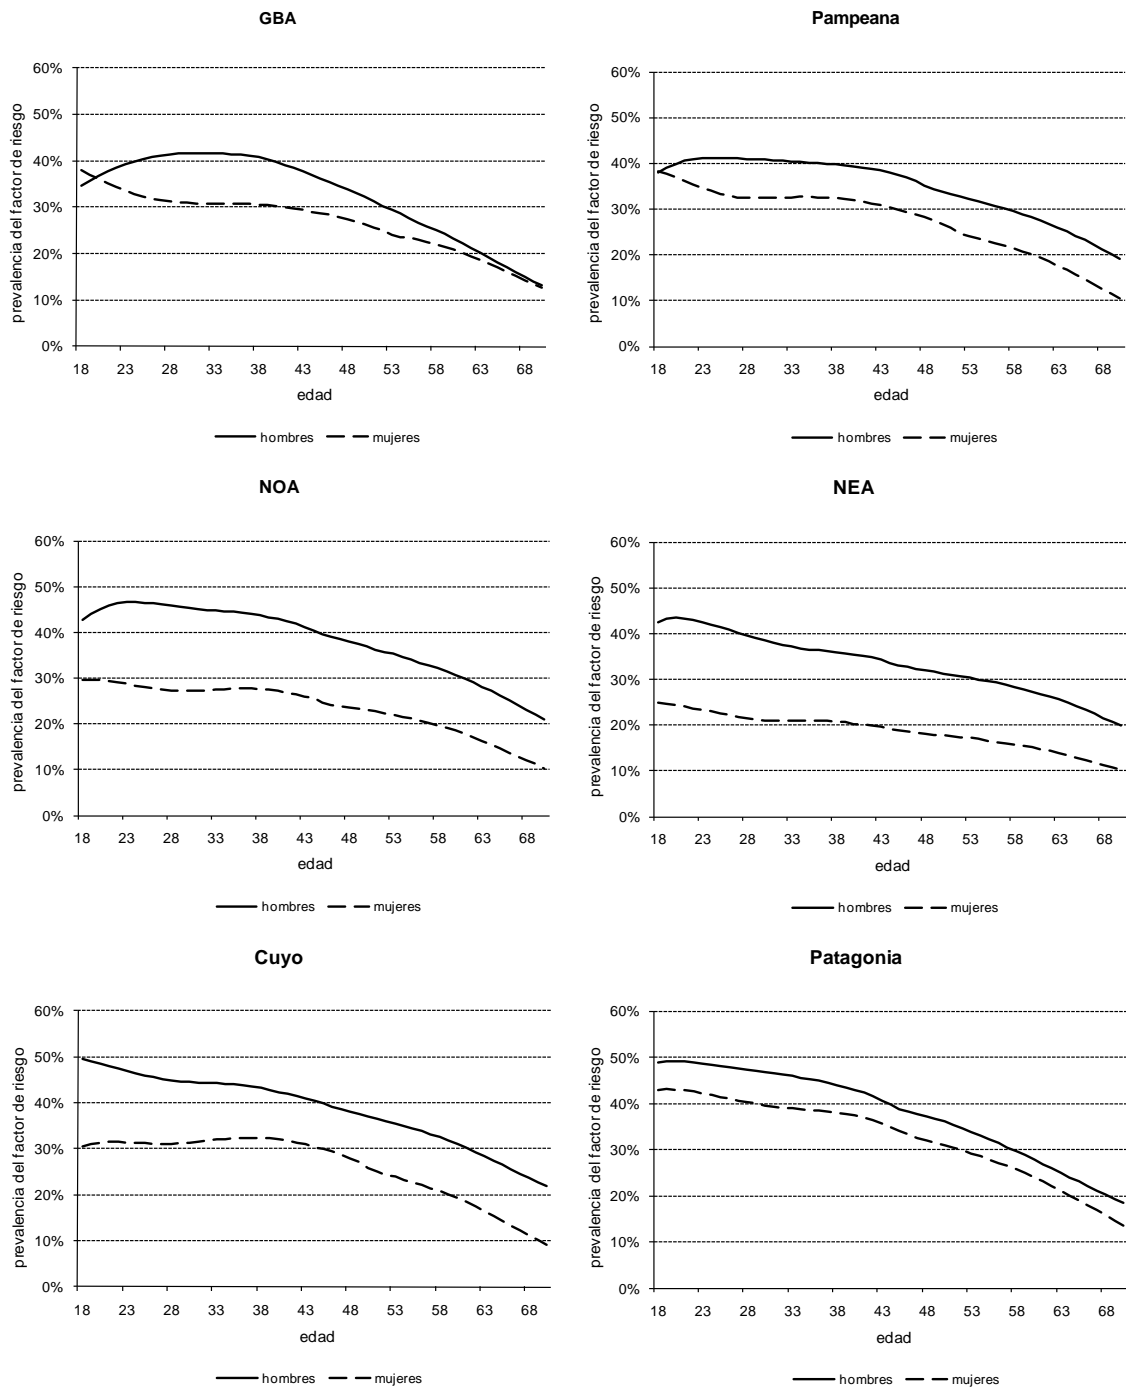 GBA
prevalencia del factor de riesgo
60%
50%
40%
30%
20%
10%
0%
18 23 28 33 38 43 48 53 58 63 68
edad
hombres mujeres
Pampeana
prevalencia del factor de riesgo
60%
50%
40%
30%
20%
10%
0%
18 23 28 33 38 43 48 53 58 63 68
edad
hombres mujeres
NOA
prevalencia del factor de riesgo
60%
50%
40%
30%
20%
10%
0%
18 23 28 33 38 43 48 53 58 63 68
edad
hombres mujeres
NEA
prevalencia del factor de riesgo
60%
50%
40%
30%
20%
10%
0%
18 23 28 33 38 43 48 53 58 63 68
edad
hombres mujeres
Cuyo
prevalencia del factor de riesgo
60%
50%
40%
30%
20%
10%
0%
18 23 28 33 38 43 48 53 58 63 68
edad
hombres mujeres
Patagonia
prevalencia del factor de riesgo
60%
50%
40%
30%
20%
10%
0%
18 23 28 33 38 43 48 53 58 63 68
edad
hombres mujeres